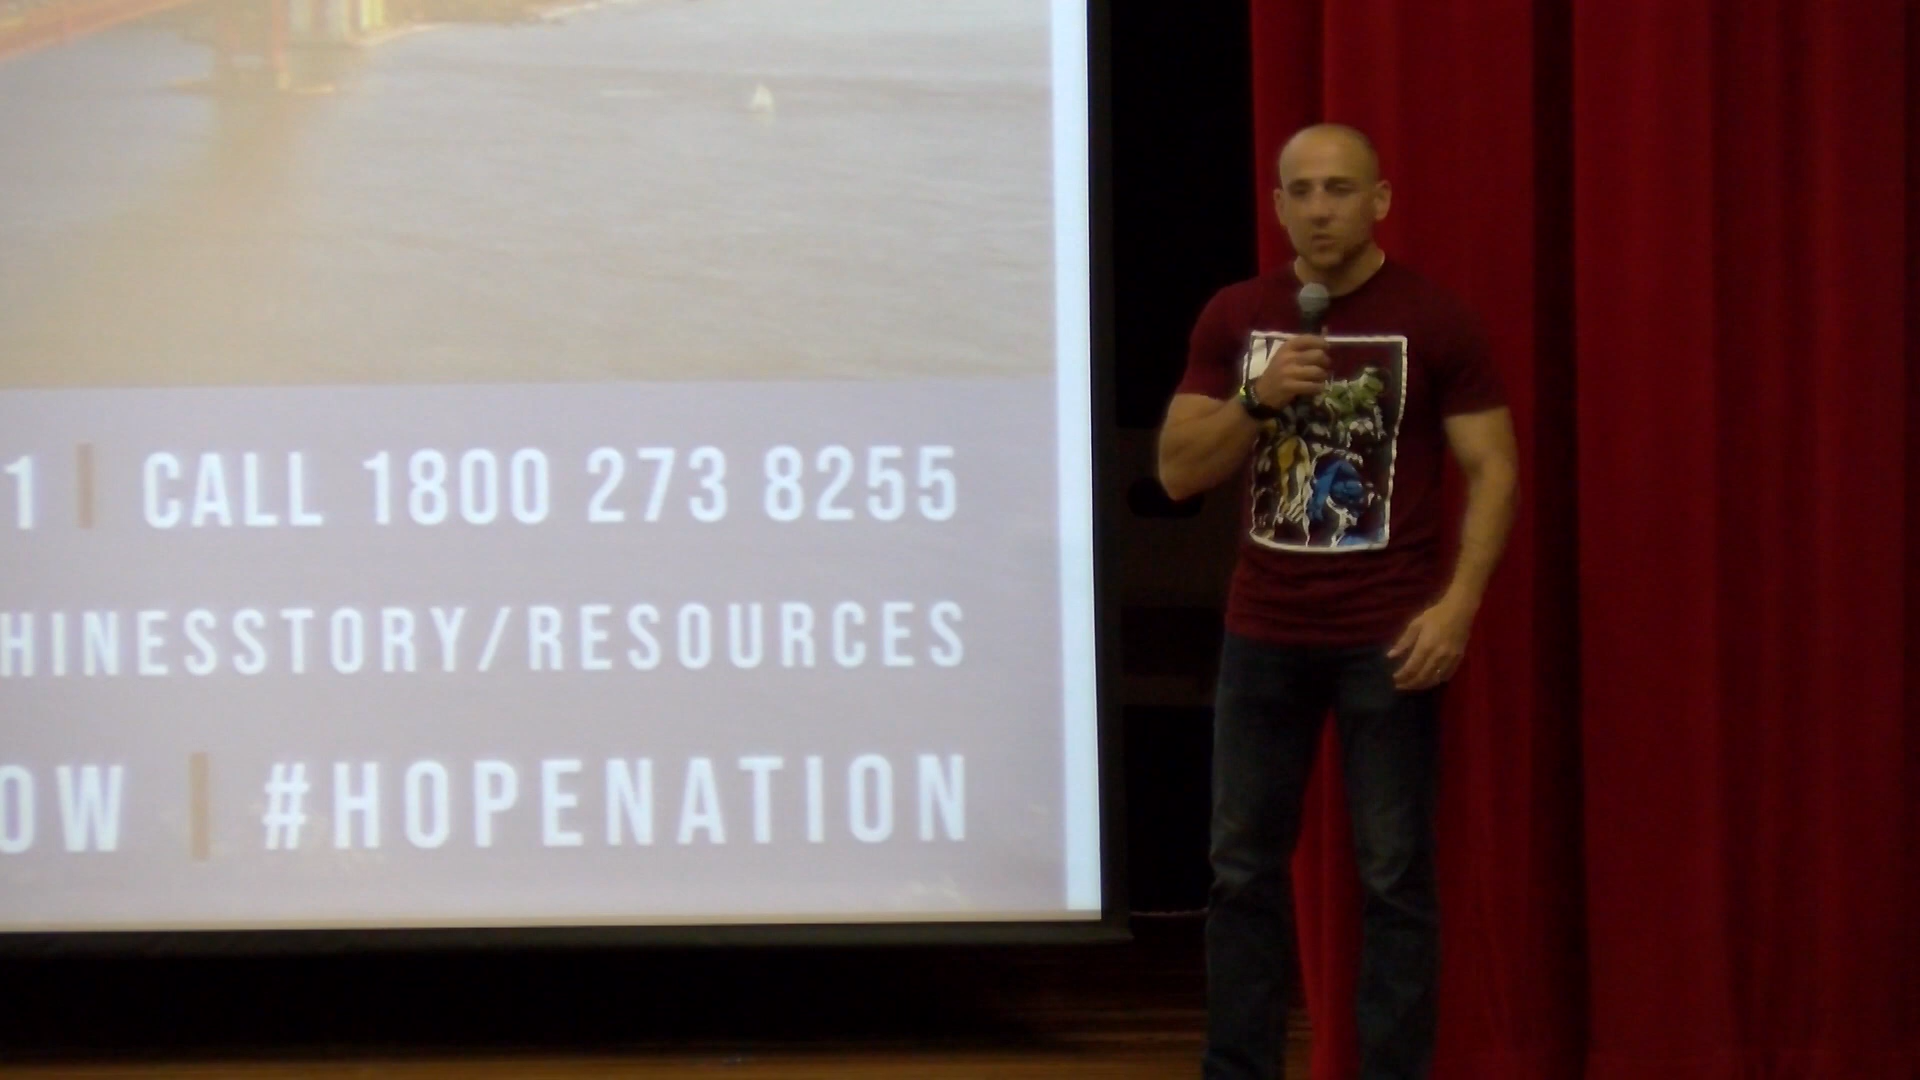 1 | CALL 1800 273 8255
HINESSTORY/RESOURCES
OW | #HOPENATION